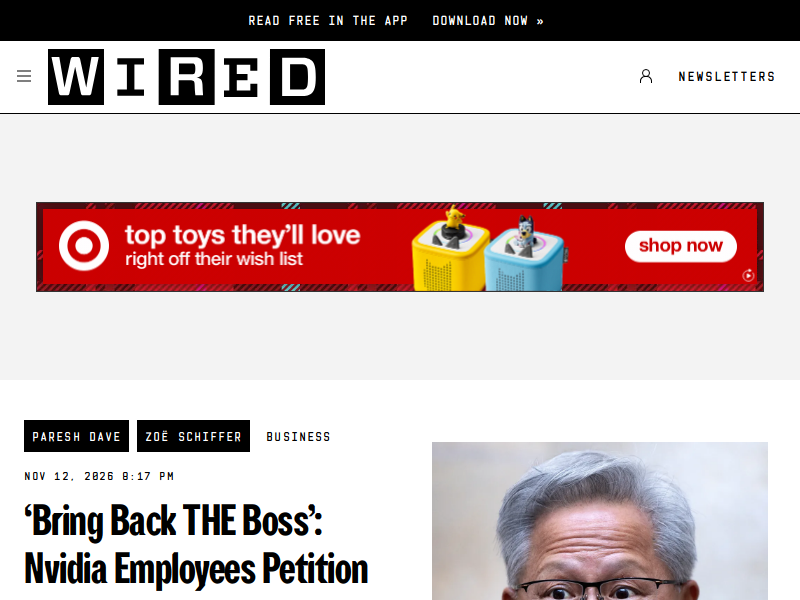 READ FREE IN THE APP DOWNLOAD NOW »
WIRED
NEWSLETTERS
top toys they'll love
right off their wish list
shop now
PARESH DAVE ZOË SCHIFFER BUSINESS
NOV 12, 2026 8:17 PM
‘Bring Back THE Boss’:
Nvidia Employees Petition